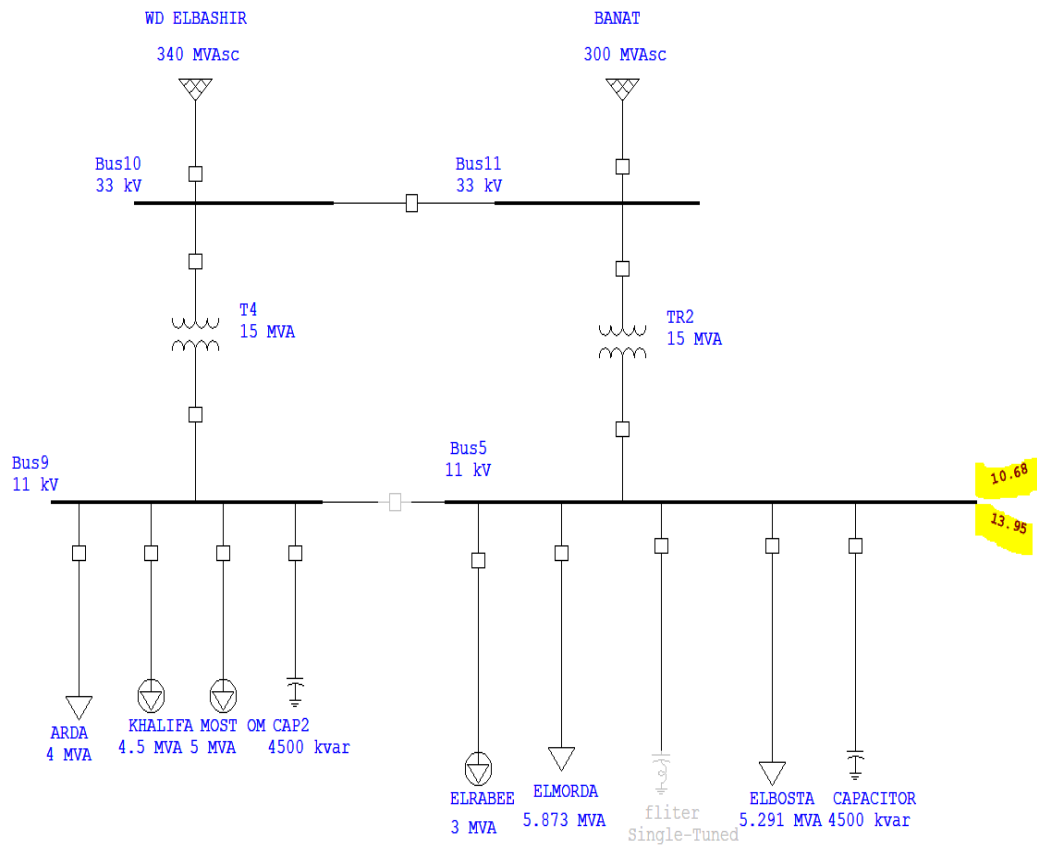 WD ELBASHIR
340 MVAsc
BANAT
300 MVAsc
Bus10
33 kV
Bus11
33 kV
T4
15 MVA
TR2
15 MVA
Bus9
11 kV
Bus5
11 kV
10.68
13.95
ARDA
4 MVA
KHALIFA
4.5 MVA
MOST OM
5 MVA
CAP2
4500 kvar
ELRABEE
3 MVA
ELMORDA
5.873 MVA
fliter
Single-Tuned
ELBOSTA
5.291 MVA
CAPACITOR
4500 kvar